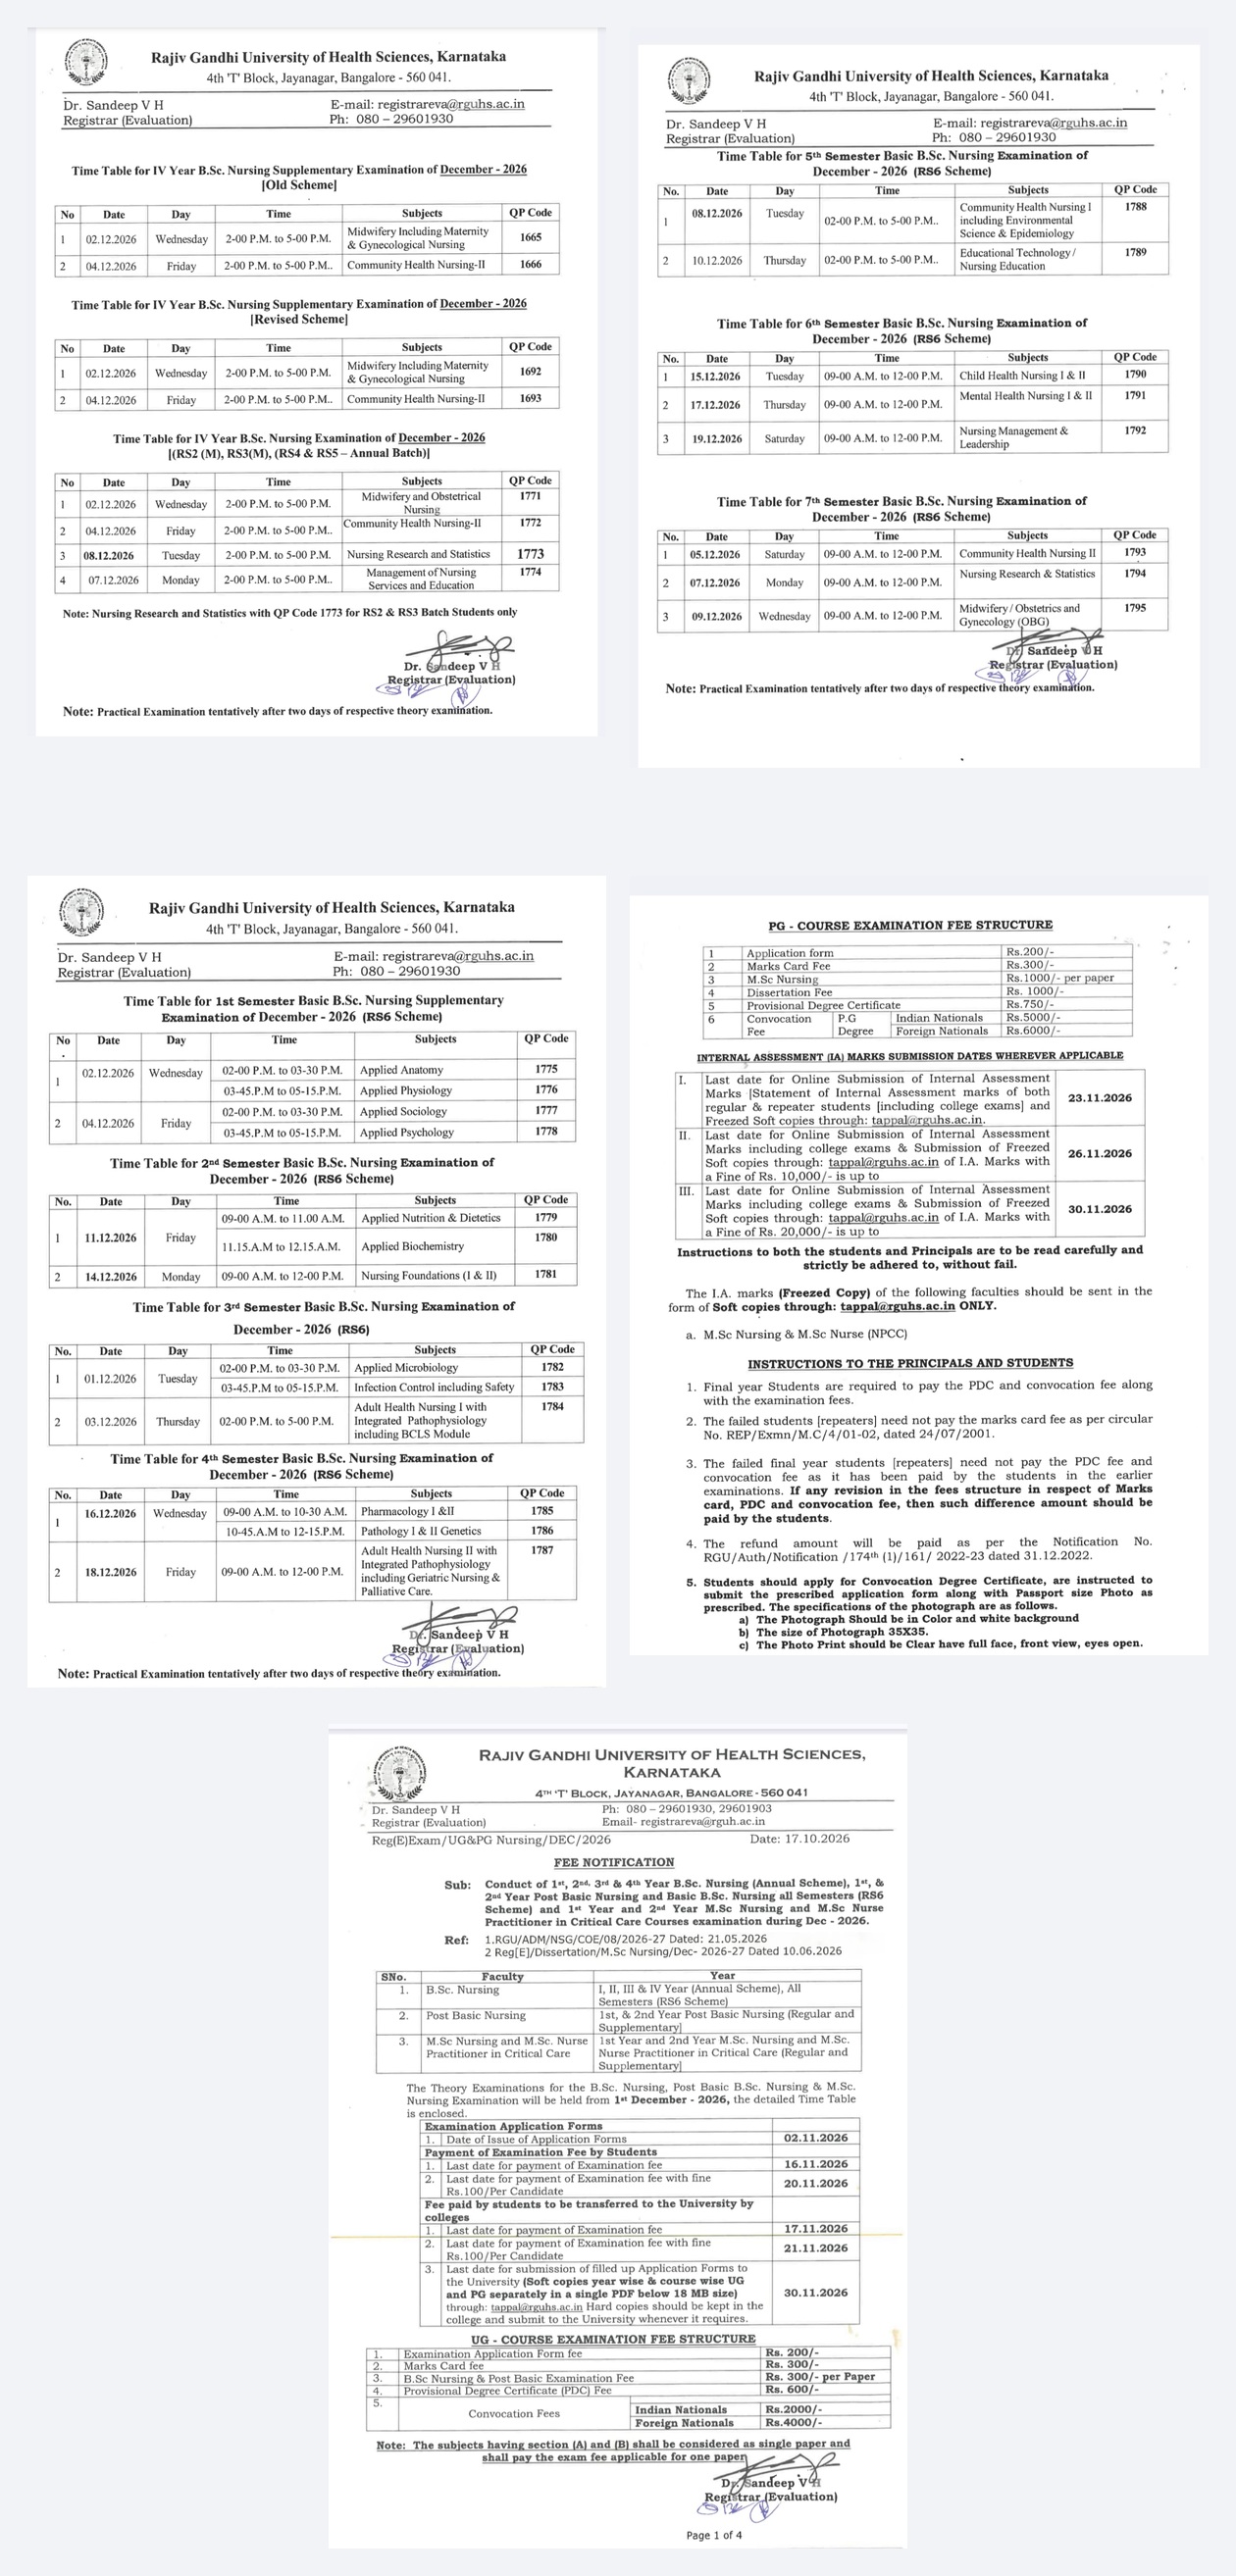 Rajiv Gandhi University of Health Sciences, Karnataka
4th 'T' Block, Jayanagar, Bangalore - 560 041.
Dr. Sandeep V H E-mail: registrareva@rguhs.ac.in
Registrar (Evaluation) Ph: 080 – 29601930
Time Table for IV Year B.Sc. Nursing Supplementary Examination of December - 2026
[Old Scheme]
No Date Day Time Subjects QP Code
1 02.12.2026 Wednesday 2-00 P.M. to 5-00 P.M. Midwifery Including Maternity & Gynecological Nursing 1665
2 04.12.2026 Friday 2-00 P.M. to 5-00 P.M.. Community Health Nursing-II 1666
Time Table for IV Year B.Sc. Nursing Supplementary Examination of December - 2026
[Revised Scheme]
No Date Day Time Subjects QP Code
1 02.12.2026 Wednesday 2-00 P.M. to 5-00 P.M. Midwifery Including Maternity & Gynecological Nursing 1692
2 04.12.2026 Friday 2-00 P.M. to 5-00 P.M.. Community Health Nursing-II 1693
Time Table for IV Year B.Sc. Nursing Examination of December - 2026
[(RS2 (M), RS3(M), (RS4 & RS5 – Annual Batch)]
No Date Day Time Subjects QP Code
1 02.12.2026 Wednesday 2-00 P.M. to 5-00 P.M. Midwifery and Obstetrical Nursing 1771
2 04.12.2026 Friday 2-00 P.M. to 5-00 P.M.. Community Health Nursing-II 1772
3 08.12.2026 Tuesday 2-00 P.M. to 5-00 P.M. Nursing Research and Statistics 1773
4 07.12.2026 Monday 2-00 P.M. to 5-00 P.M.. Management of Nursing Services and Education 1774
Note: Nursing Research and Statistics with QP Code 1773 for RS2 & RS3 Batch Students only
Dr. Sandeep V H
Registrar (Evaluation)
Note: Practical Examination tentatively after two days of respective theory examination.
Rajiv Gandhi University of Health Sciences, Karnataka
4th 'T' Block, Jayanagar, Bangalore - 560 041.
Dr. Sandeep V H E-mail: registrareva@rguhs.ac.in
Registrar (Evaluation) Ph: 080 – 29601930
Time Table for 5th Semester Basic B.Sc. Nursing Examination of
December - 2026 (RS6 Scheme)
No. Date Day Time Subjects QP Code
1 08.12.2026 Tuesday 02-00 P.M. to 5-00 P.M.. Community Health Nursing I including Environmental Science & Epidemiology 1788
2 10.12.2026 Thursday 02-00 P.M. to 5-00 P.M.. Educational Technology / Nursing Education 1789
Time Table for 6th Semester Basic B.Sc. Nursing Examination of
December - 2026 (RS6 Scheme)
No. Date Day Time Subjects QP Code
1 15.12.2026 Tuesday 09-00 A.M. to 12-00 P.M. Child Health Nursing I & II 1790
2 17.12.2026 Thursday 09-00 A.M. to 12-00 P.M. Mental Health Nursing I & II 1791
3 19.12.2026 Saturday 09-00 A.M. to 12-00 P.M. Nursing Management & Leadership 1792
Time Table for 7th Semester Basic B.Sc. Nursing Examination of
December - 2026 (RS6 Scheme)
No. Date Day Time Subjects QP Code
1 05.12.2026 Saturday 09-00 A.M. to 12-00 P.M. Community Health Nursing II 1793
2 07.12.2026 Monday 09-00 A.M. to 12-00 P.M. Nursing Research & Statistics 1794
3 09.12.2026 Wednesday 09-00 A.M. to 12-00 P.M. Midwifery / Obstetrics and Gynecology (OBG) 1795
Dr Sandeep V H
Registrar (Evaluation)
Note: Practical Examination tentatively after two days of respective theory examination.
Rajiv Gandhi University of Health Sciences, Karnataka
4th 'T' Block, Jayanagar, Bangalore - 560 041.
Dr. Sandeep V H E-mail: registrareva@rguhs.ac.in
Registrar (Evaluation) Ph: 080 – 29601930
Time Table for 1st Semester Basic B.Sc. Nursing Supplementary
Examination of December - 2026 (RS6 Scheme)
No . Date Day Time Subjects QP Code
1 02.12.2026 Wednesday 02-00 P.M. to 03-30 P.M. Applied Anatomy 1775
03-45.P.M to 05-15.P.M. Applied Physiology 1776
2 04.12.2026 Friday 02-00 P.M. to 03-30 P.M. Applied Sociology 1777
03-45.P.M to 05-15.P.M. Applied Psychology 1778
Time Table for 2nd Semester Basic B.Sc. Nursing Examination of
December - 2026 (RS6 Scheme)
No. Date Day Time Subjects QP Code
1 11.12.2026 Friday 09-00 A.M. to 11.00 A.M. Applied Nutrition & Dietetics 1779
11.15.A.M to 12.15.A.M. Applied Biochemistry 1780
2 14.12.2026 Monday 09-00 A.M. to 12-00 P.M. Nursing Foundations (I & II) 1781
Time Table for 3rd Semester Basic B.Sc. Nursing Examination of
December - 2026 (RS6)
No. Date Day Time Subjects QP Code
1 01.12.2026 Tuesday 02-00 P.M. to 03-30 P.M. Applied Microbiology 1782
03-45.P.M to 05-15.P.M. Infection Control including Safety 1783
2 03.12.2026 Thursday 02-00 P.M. to 5-00 P.M. Adult Health Nursing I with Integrated Pathophysiology including BCLS Module 1784
Time Table for 4th Semester Basic B.Sc. Nursing Examination of
December - 2026 (RS6 Scheme)
No. Date Day Time Subjects QP Code
1 16.12.2026 Wednesday 09-00 A.M. to 10-30 A.M. Pharmacology I &II 1785
10-45.A.M to 12-15.P.M. Pathology I & II Genetics 1786
2 18.12.2026 Friday 09-00 A.M. to 12-00 P.M. Adult Health Nursing II with Integrated Pathophysiology including Geriatric Nursing & Palliative Care. 1787
Dr. Sandeep V H
Registrar (Evaluation)
Note: Practical Examination tentatively after two days of respective theory examination.
PG - COURSE EXAMINATION FEE STRUCTURE
1 Application form Rs.200/-
2 Marks Card Fee Rs.300/-
3 M.Sc Nursing Rs.1000/- per paper
4 Dissertation Fee Rs. 1000/-
5 Provisional Degree Certificate Rs.750/-
6 Convocation Fee P.G Degree Indian Nationals Rs.5000/-
Foreign Nationals Rs.6000/-
INTERNAL ASSESSMENT (IA) MARKS SUBMISSION DATES WHEREVER APPLICABLE
I. Last date for Online Submission of Internal Assessment
Marks [Statement of Internal Assessment marks of both
regular & repeater students [including college exams] and
Freezed Soft copies through: tappal@rguhs.ac.in. 23.11.2026
II. Last date for Online Submission of Internal Assessment
Marks including college exams & Submission of Freezed
Soft copies through: tappal@rguhs.ac.in of I.A. Marks with
a Fine of Rs. 10,000/- is up to 26.11.2026
III. Last date for Online Submission of Internal Assessment
Marks including college exams & Submission of Freezed
Soft copies through: tappal@rguhs.ac.in of I.A. Marks with
a Fine of Rs. 20,000/- is up to 30.11.2026
Instructions to both the students and Principals are to be read carefully and
strictly be adhered to, without fail.
The I.A. marks (Freezed Copy) of the following faculties should be sent in the
form of Soft copies through: tappal@rguhs.ac.in ONLY.
a. M.Sc Nursing & M.Sc Nurse (NPCC)
INSTRUCTIONS TO THE PRINCIPALS AND STUDENTS
1. Final year Students are required to pay the PDC and convocation fee along
with the examination fees.
2. The failed students [repeaters] need not pay the marks card fee as per circular
No. REP/Exmn/M.C/4/01-02, dated 24/07/2001.
3. The failed final year students [repeaters] need not pay the PDC fee and
convocation fee as it has been paid by the students in the earlier
examinations. If any revision in the fees structure in respect of Marks
card, PDC and convocation fee, then such difference amount should be
paid by the students.
4. The refund amount will be paid as per the Notification No.
RGU/Auth/Notification /174th (1)/161/ 2022-23 dated 31.12.2022.
5. Students should apply for Convocation Degree Certificate, are instructed to
submit the prescribed application form along with Passport size Photo as
prescribed. The specifications of the photograph are as follows.
a) The Photograph Should be in Color and white background
b) The size of Photograph 35X35.
c) The Photo Print should be Clear have full face, front view, eyes open.
RAJIV GANDHI UNIVERSITY OF HEALTH SCIENCES,
KARNATAKA
4TH 'T' BLOCK, JAYANAGAR, BANGALORE - 560 041
Dr. Sandeep V H Ph: 080 – 29601930, 29601903
Registrar (Evaluation) Email- registrareva@rguh.ac.in
Reg(E)Exam/UG&PG Nursing/DEC/2026 Date: 17.10.2026
FEE NOTIFICATION
Sub: Conduct of 1st, 2nd, 3rd & 4th Year B.Sc. Nursing (Annual Scheme), 1st, &
2nd Year Post Basic Nursing and Basic B.Sc. Nursing all Semesters (RS6
Scheme) and 1st Year and 2nd Year M.Sc Nursing and M.Sc Nurse
Practitioner in Critical Care Courses examination during Dec - 2026.
Ref: 1.RGU/ADM/NSG/COE/08/2026-27 Dated: 21.05.2026
2 Reg[E]/Dissertation/M.Sc Nursing/Dec- 2026-27 Dated 10.06.2026
SNo. Faculty Year
1. B.Sc. Nursing I, II, III & IV Year (Annual Scheme), All Semesters (RS6 Scheme)
2. Post Basic Nursing 1st, & 2nd Year Post Basic Nursing (Regular and Supplementary]
3. M.Sc Nursing and M.Sc. Nurse Practitioner in Critical Care 1st Year and 2nd Year M.Sc. Nursing and M.Sc. Nurse Practitioner in Critical Care (Regular and Supplementary]
The Theory Examinations for the B.Sc. Nursing, Post Basic B.Sc. Nursing & M.Sc.
Nursing Examination will be held from 1st December - 2026, the detailed Time Table
is enclosed.
Examination Application Forms
1. Date of Issue of Application Forms 02.11.2026
Payment of Examination Fee by Students
1. Last date for payment of Examination fee 16.11.2026
2. Last date for payment of Examination fee with fine
Rs.100/Per Candidate 20.11.2026
Fee paid by students to be transferred to the University by
colleges
1. Last date for payment of Examination fee 17.11.2026
2. Last date for payment of Examination fee with fine
Rs.100/Per Candidate 21.11.2026
3. Last date for submission of filled up Application Forms to
the University (Soft copies year wise & course wise UG
and PG separately in a single PDF below 18 MB size)
through: tappal@rguhs.ac.in Hard copies should be kept in the
college and submit to the University whenever it requires. 30.11.2026
UG - COURSE EXAMINATION FEE STRUCTURE
1. Examination Application Form fee Rs. 200/-
2. Marks Card fee Rs. 300/-
3. B.Sc Nursing & Post Basic Examination Fee Rs. 300/- per Paper
4. Provisional Degree Certificate (PDC) Fee Rs. 600/-
5. Convocation Fees Indian Nationals Rs.2000/-
Foreign Nationals Rs.4000/-
Note: The subjects having section (A) and (B) shall be considered as single paper and
shall pay the exam fee applicable for one paper
Dr. Sandeep V H
Registrar (Evaluation)
Page 1 of 4